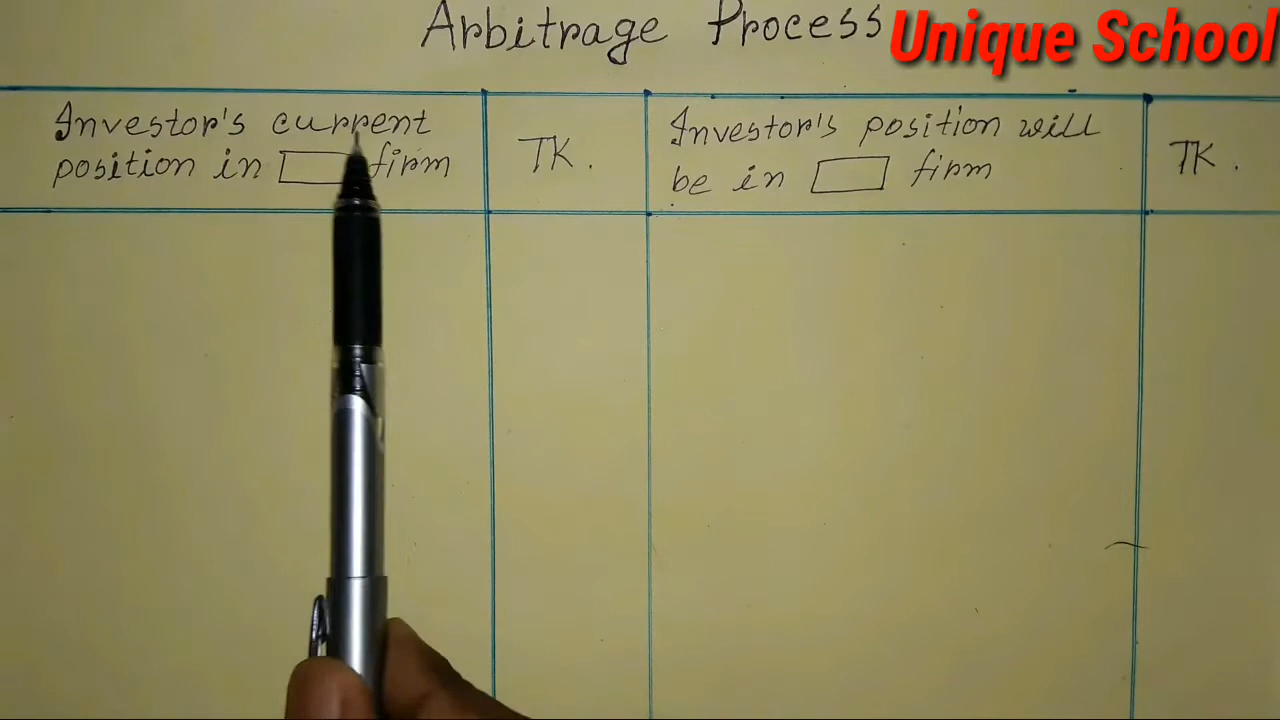 Arbitrage Process
Unique School
Investor's current
position in firm
TK.
Investor's position will
be in firm
TK.